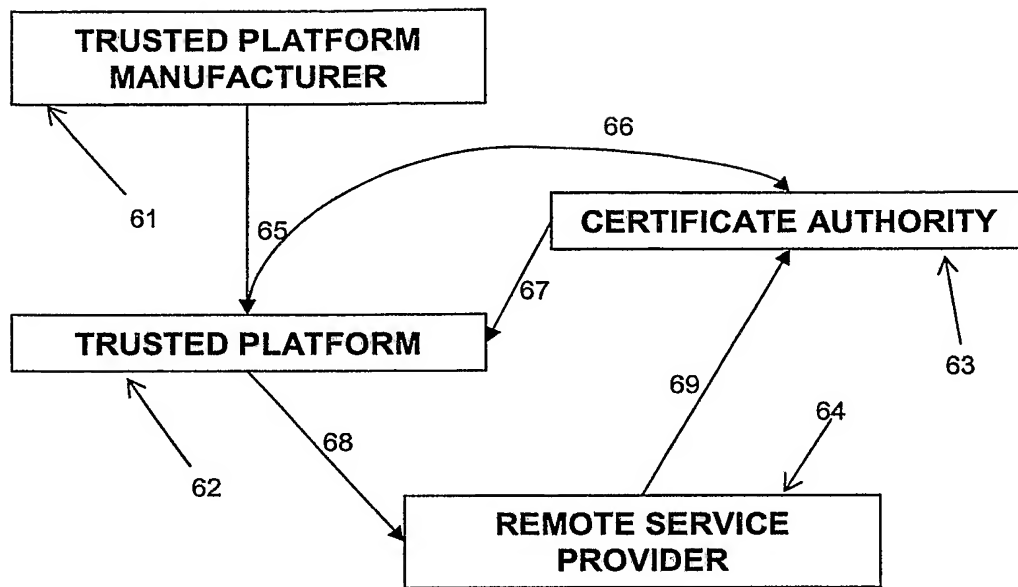 TRUSTED PLATFORM
MANUFACTURER
66
61
65
CERTIFICATE AUTHORITY
67
TRUSTED PLATFORM
63
69
64
68
62
REMOTE SERVICE
PROVIDER